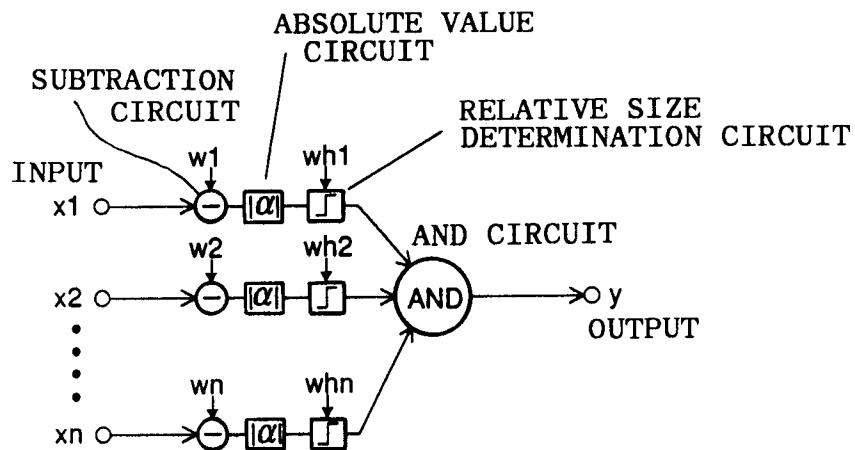 ABSOLUTE VALUE
CIRCUIT
SUBTRACTION
CIRCUIT
RELATIVE SIZE
DETERMINATION CIRCUIT
w1
wh1
INPUT
x1
−
|α|
AND CIRCUIT
w2
wh2
x2
−
|α|
AND
y
OUTPUT
wn
whn
xn
−
|α|